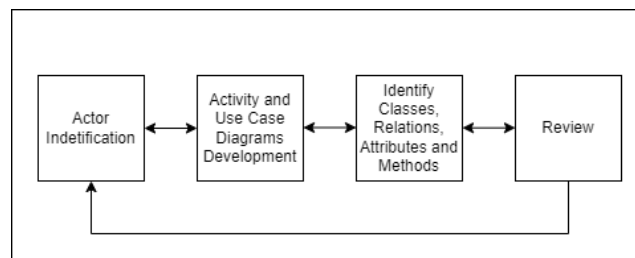 Actor
Indetification
Activity and
Use Case
Diagrams
Development
Identify
Classes,
Relations,
Attributes and
Methods
Review